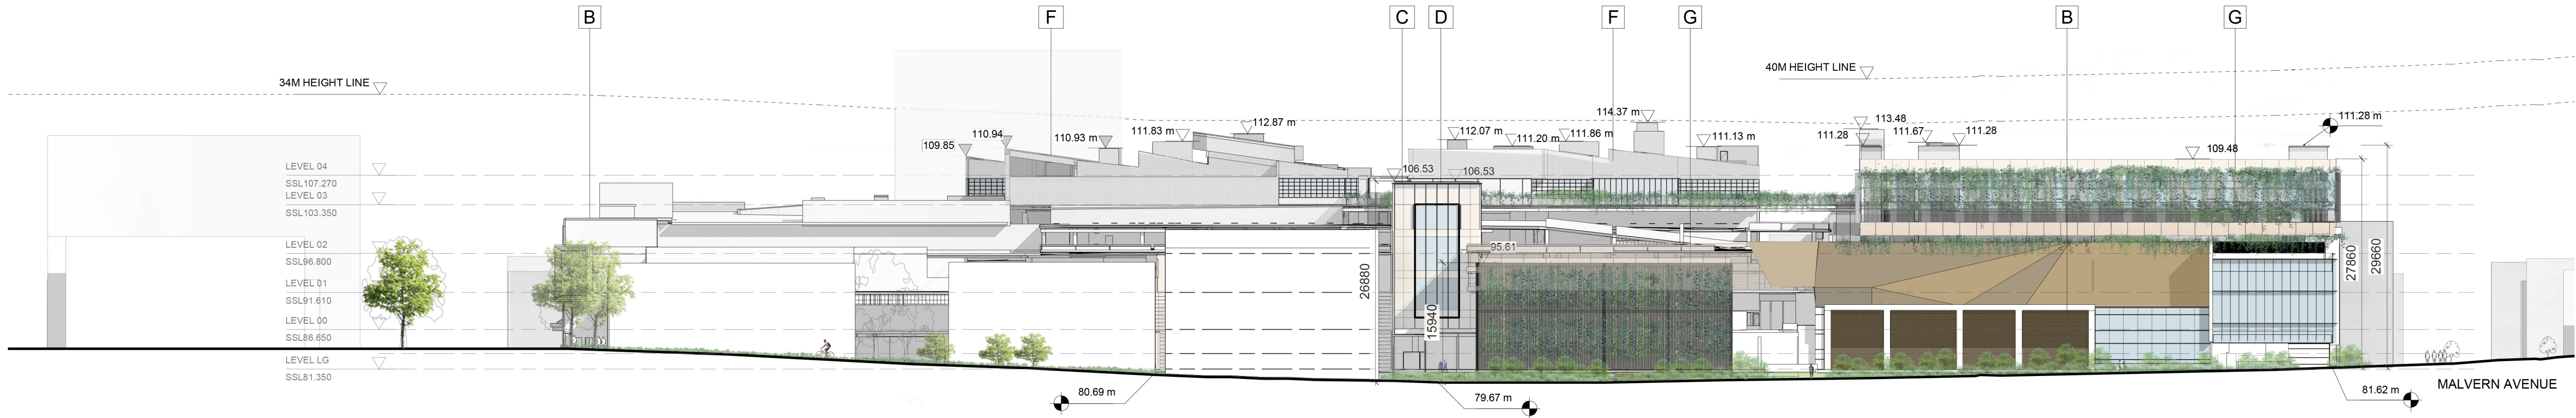 B
F
C
D
F
G
B
G
34M HEIGHT LINE
40M HEIGHT LINE
109.85
110.94
110.93 m
111.83 m
112.87 m
112.07 m
111.20 m
111.86 m
114.37 m
111.13 m
111.28
113.48
111.67
111.28
109.48
111.28 m
106.53
106.53
95.61
LEVEL 04
SSL107.270
LEVEL 03
SSL103.350
LEVEL 02
SSL96.800
LEVEL 01
SSL91.610
LEVEL 00
SSL86.650
LEVEL LG
SSL81.350
26880
15940
27860
29660
80.69 m
79.67 m
81.62 m
MALVERN AVENUE